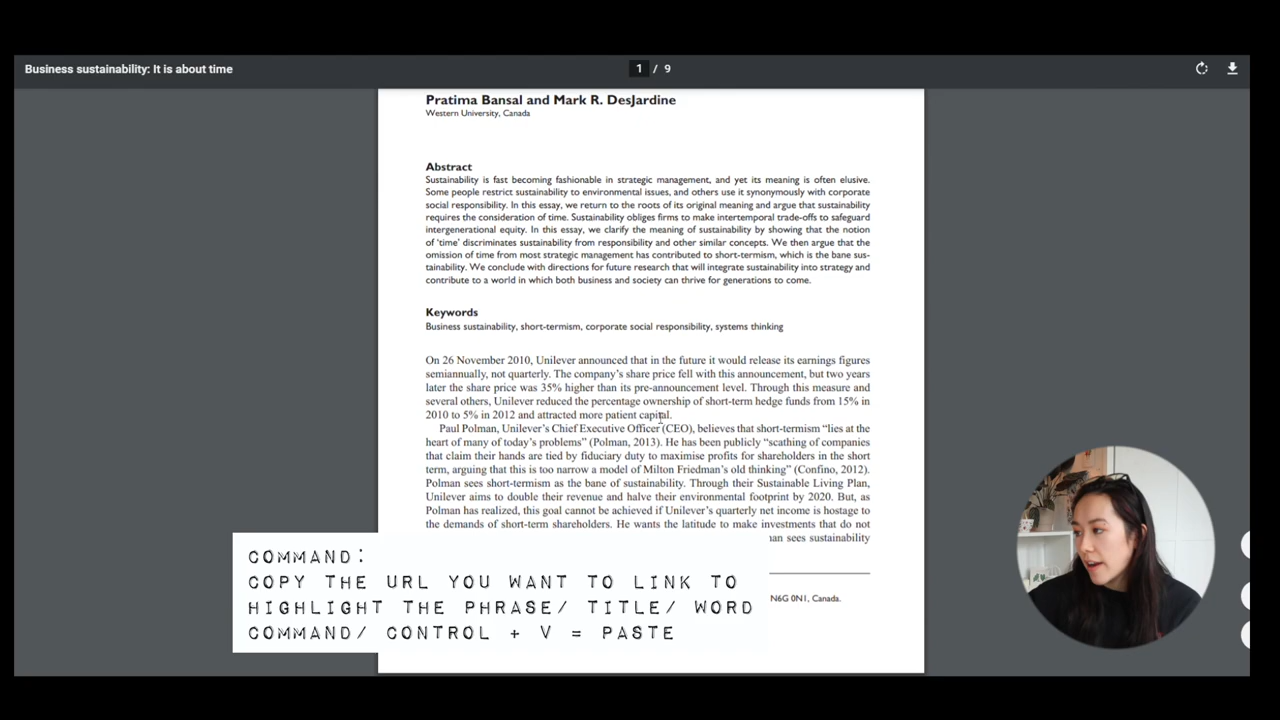 Business sustainability: It is about time
1 / 9
Pratima Bansal and Mark R. DesJardine
Western University, Canada
Abstract
Sustainability is fast becoming fashionable in strategic management, and yet its meaning is often elusive.
Some people restrict sustainability to environmental issues, and others use it synonymously with corporate
social responsibility. In this essay, we return to the roots of its original meaning and argue that sustainability
requires the consideration of time. Sustainability obliges firms to make intertemporal trade-offs to safeguard
intergenerational equity. In this essay, we clarify the meaning of sustainability by showing that the notion
of ‘time’ discriminates sustainability from responsibility and other similar concepts. We then argue that the
omission of time from most strategic management has contributed to short-termism, which is the bane sus-
tainability. We conclude with directions for future research that will integrate sustainability into strategy and
contribute to a world in which both business and society can thrive for generations to come.
Keywords
Business sustainability, short-termism, corporate social responsibility, systems thinking
On 26 November 2010, Unilever announced that in the future it would release its earnings figures
semiannually, not quarterly. The company’s share price fell with this announcement, but two years
later the share price was 35% higher than its pre-announcement level. Through this measure and
several others, Unilever reduced the percentage ownership of short-term hedge funds from 15% in
2010 to 5% in 2012 and attracted more patient capital.
Paul Polman, Unilever’s Chief Executive Officer (CEO), believes that short-termism “lies at the
heart of many of today’s problems” (Polman, 2013). He has been publicly “scathing of companies
that claim their hands are tied by fiduciary duty to maximise profits for shareholders in the short
term, arguing that this is too narrow a model of Milton Friedman’s old thinking” (Confino, 2012).
Polman sees short-termism as the bane of sustainability. Through their Sustainable Living Plan,
Unilever aims to double their revenue and halve their environmental footprint by 2020. But, as
Polman has realized, this goal cannot be achieved if Unilever’s quarterly net income is hostage to
the demands of short-term shareholders. He wants the latitude to make investments that do not
an sees sustainability
N6G 0N1, Canada.
COMMAND:
COPY THE URL YOU WANT TO LINK TO
HIGHLIGHT THE PHRASE/ TITLE/ WORD
COMMAND/ CONTROL + V = PASTE